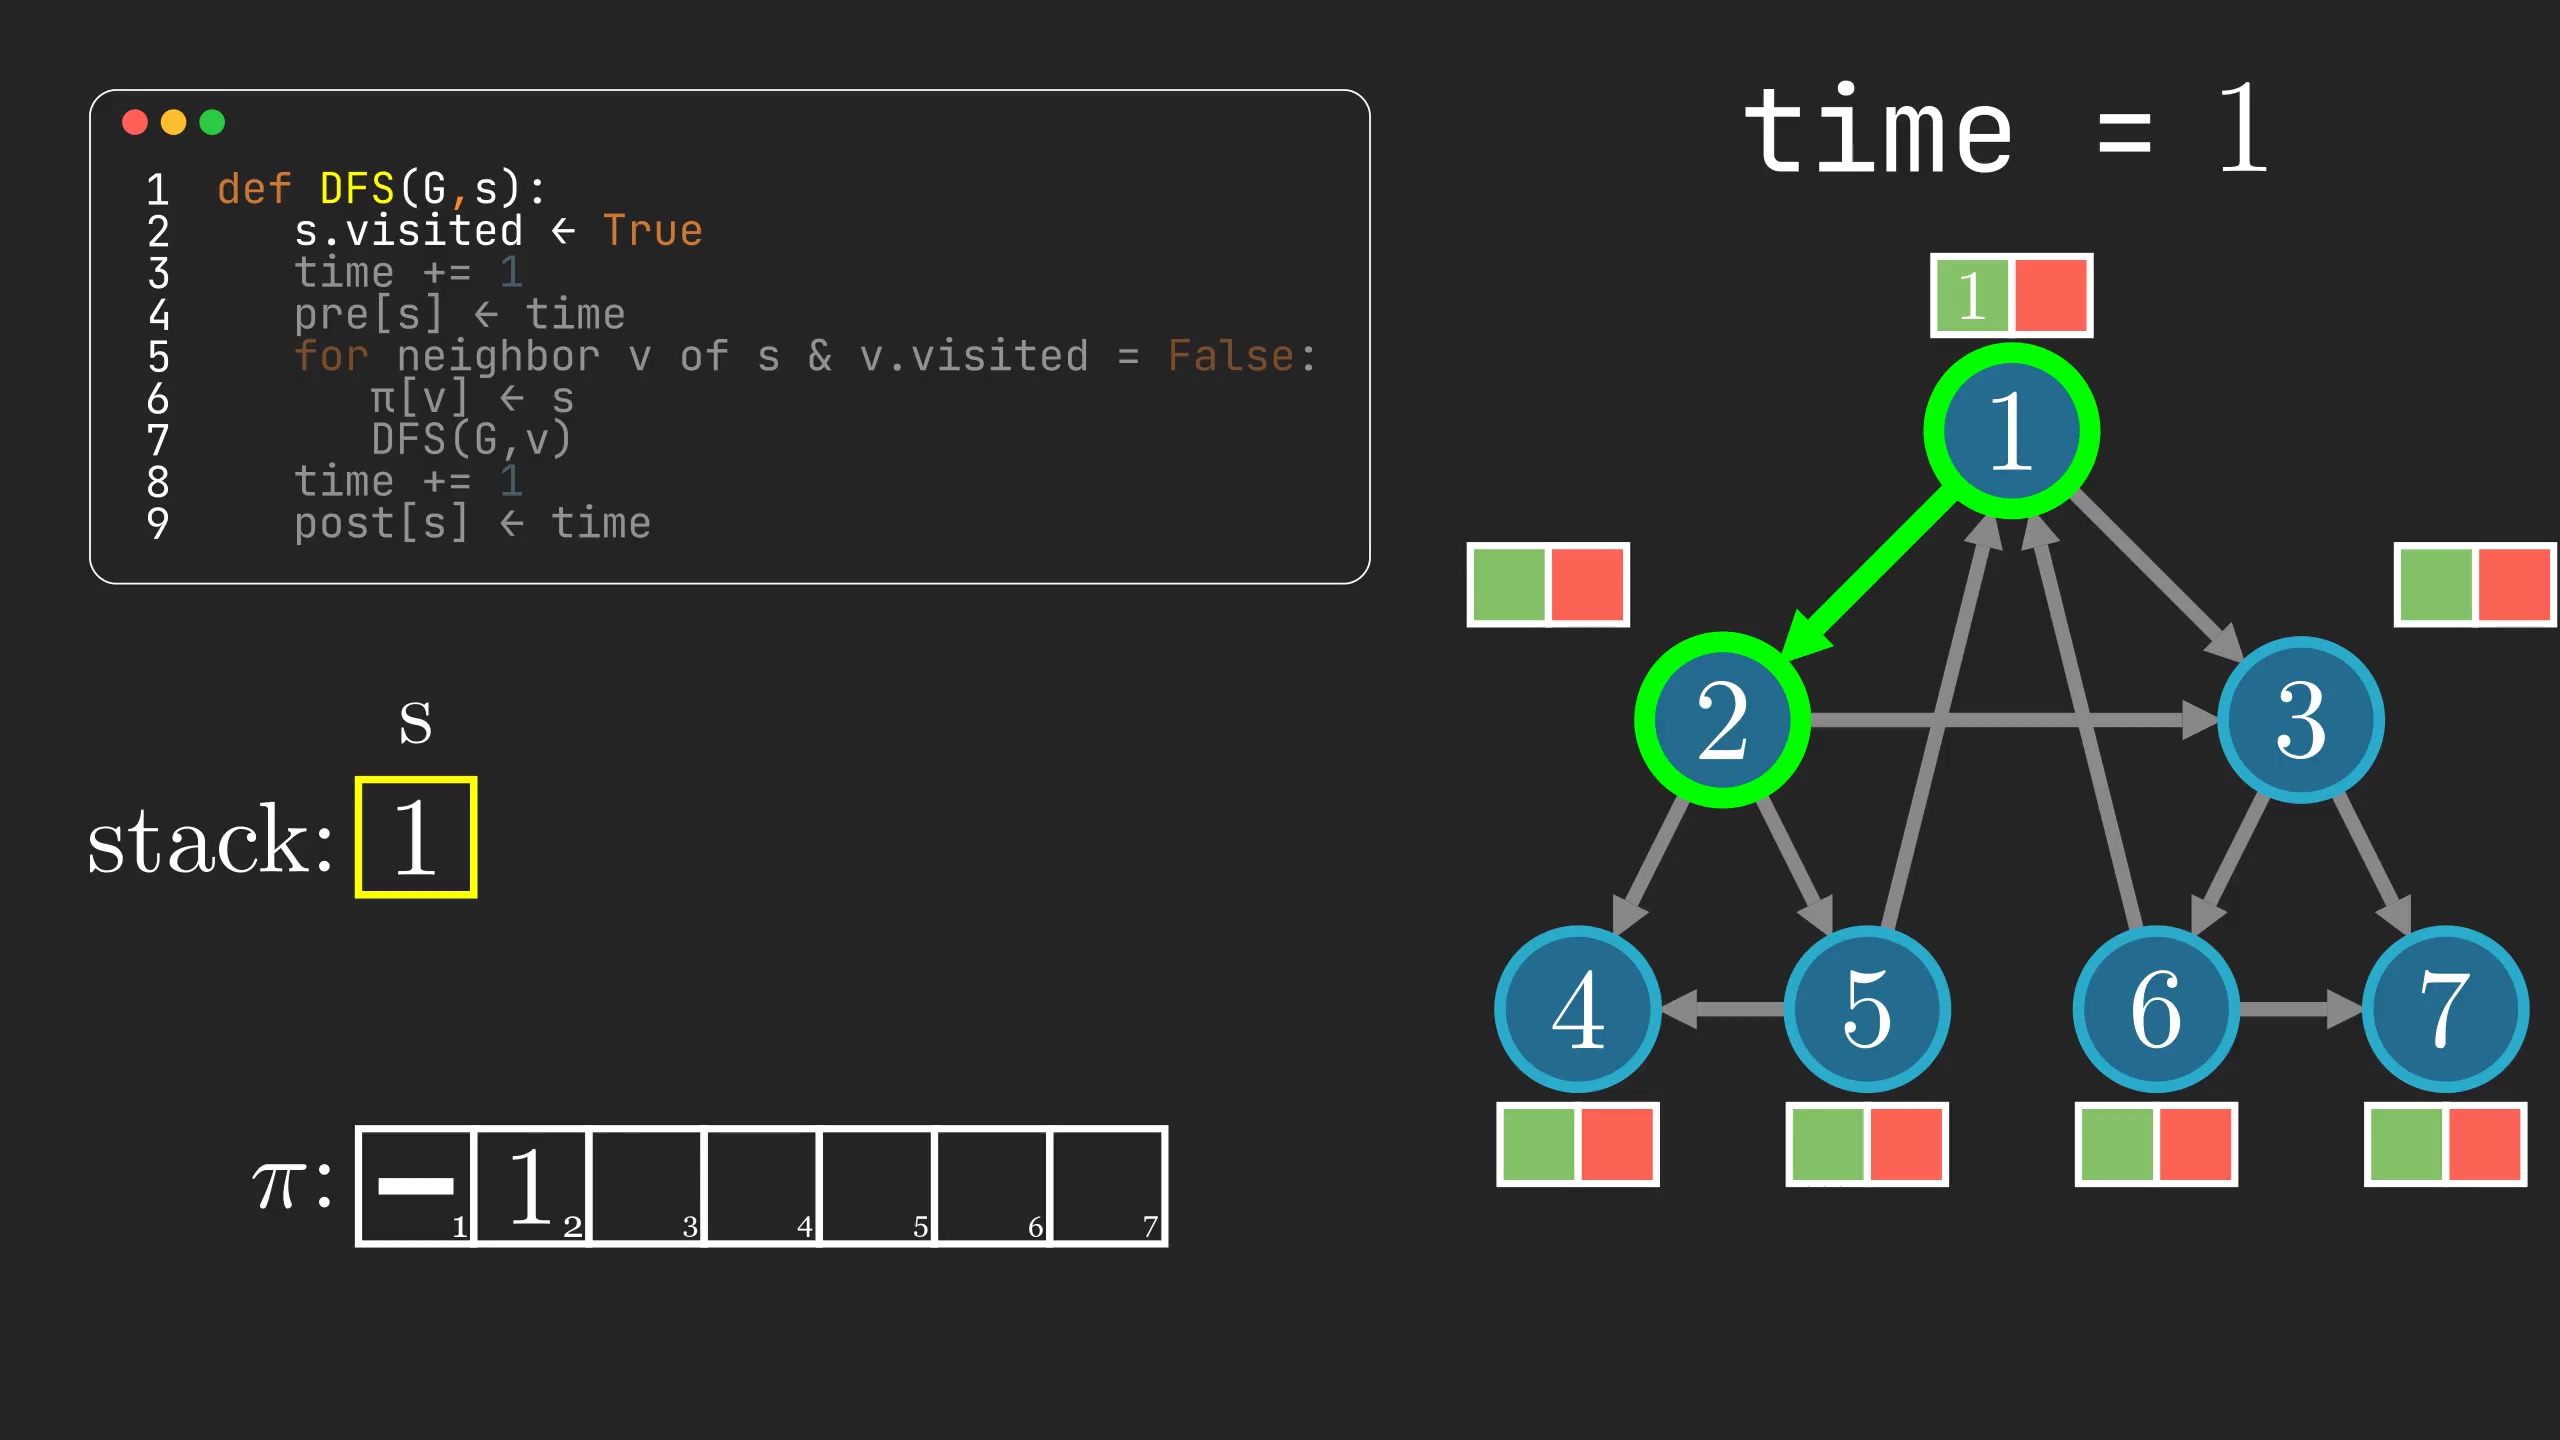 1 def DFS(G,s):
2 s.visited ← True
3 time += 1
4 pre[s] ← time
5 for neighbor v of s & v.visited = False:
6 π[v] ← s
7 DFS(G,v)
8 time += 1
9 post[s] ← time
s
stack: 1
π: – 1
1 2 3 4 5 6 7
time = 1
1
1
2 3
4 5 6 7